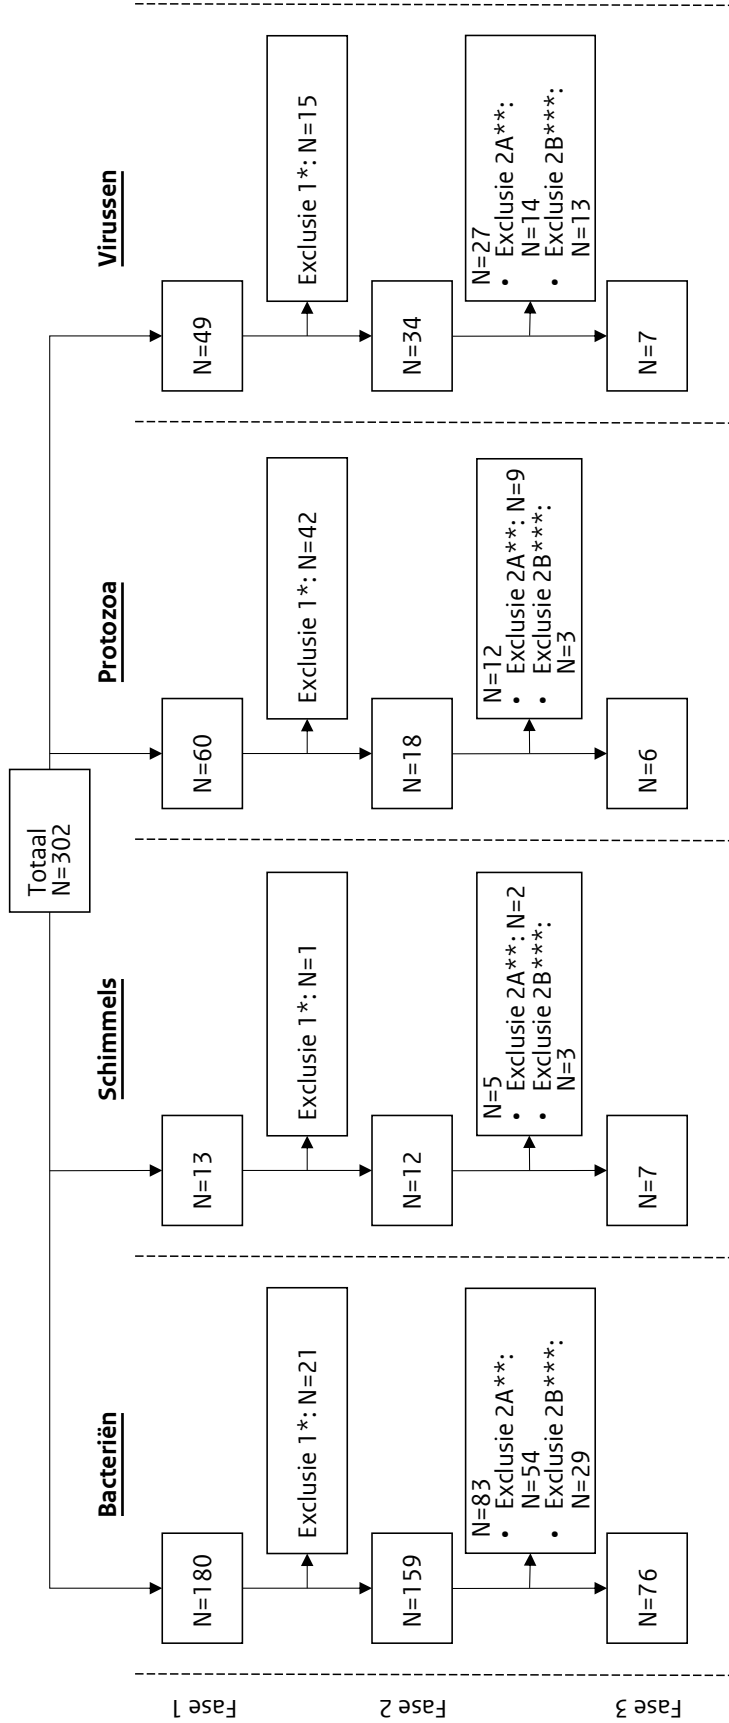 Totaal
N=302
Bacteriën
Schimmels
Protozoa
Virussen
Fase 1
N=180
N=13
N=60
N=49
Exclusie 1*: N=21
Exclusie 1*: N=1
Exclusie 1*: N=42
Exclusie 1*: N=15
Fase 2
N=159
N=12
N=18
N=34
N=83
• Exclusie 2A**:
N=54
• Exclusie 2B***:
N=29
N=5
• Exclusie 2A**: N=2
• Exclusie 2B***:
N=3
N=12
• Exclusie 2A**: N=9
• Exclusie 2B***:
N=3
N=27
• Exclusie 2A**:
N=14
• Exclusie 2B***:
N=13
Fase 3
N=76
N=7
N=6
N=7